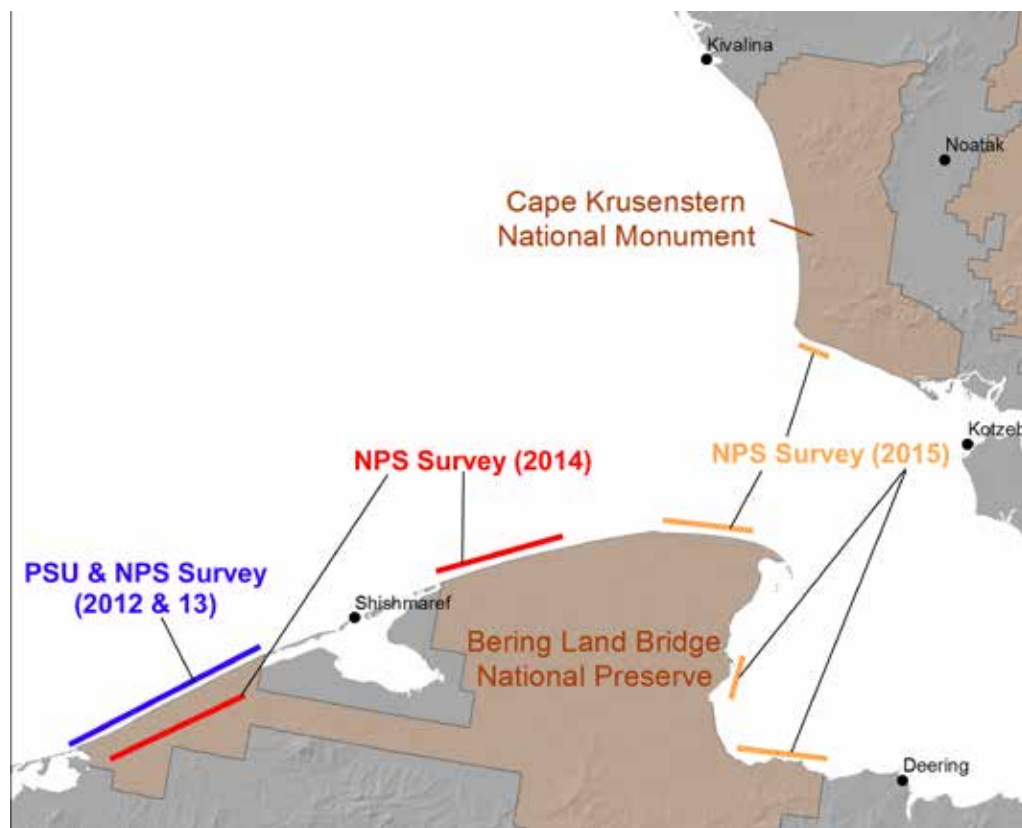 Kivalina
Noatak
Cape Krusenstern
National Monument
Kotzeb
NPS Survey (2014)
NPS Survey (2015)
PSU & NPS Survey
(2012 & 13)
Shishmaref
Bering Land Bridge
National Preserve
Deering